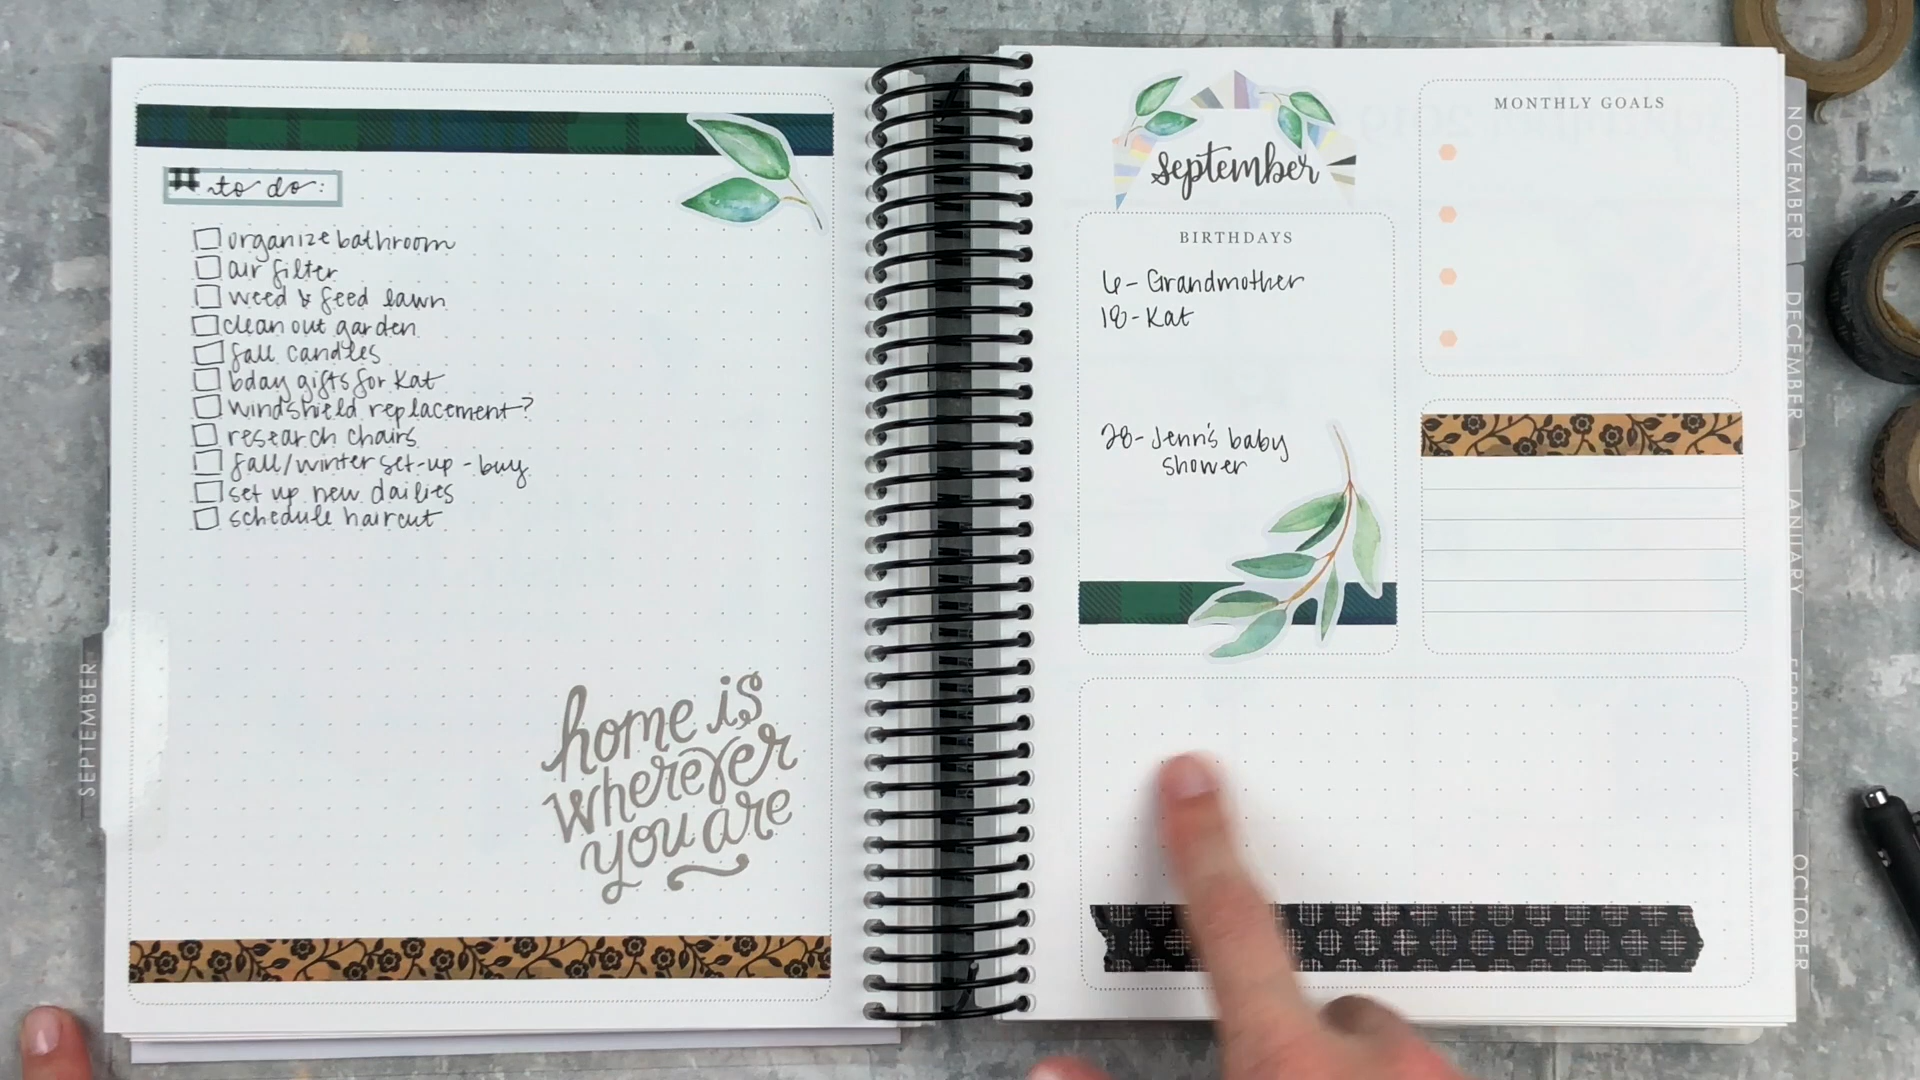 to do:
organize bathroom
air filter
weed & feed lawn
clean out garden
fall candles
bday gifts for Kat
windshield replacement?
research chairs
fall/winter set-up - buy
set up new dailies
schedule haircut
home is
wherever
you are
SEPTEMBER
september
BIRTHDAYS
6- Grandmother
18- Kat
28- Jenn's baby
shower
MONTHLY GOALS
NOVEMBER
DECEMBER
JANUARY
FEBRUARY
OCTOBER